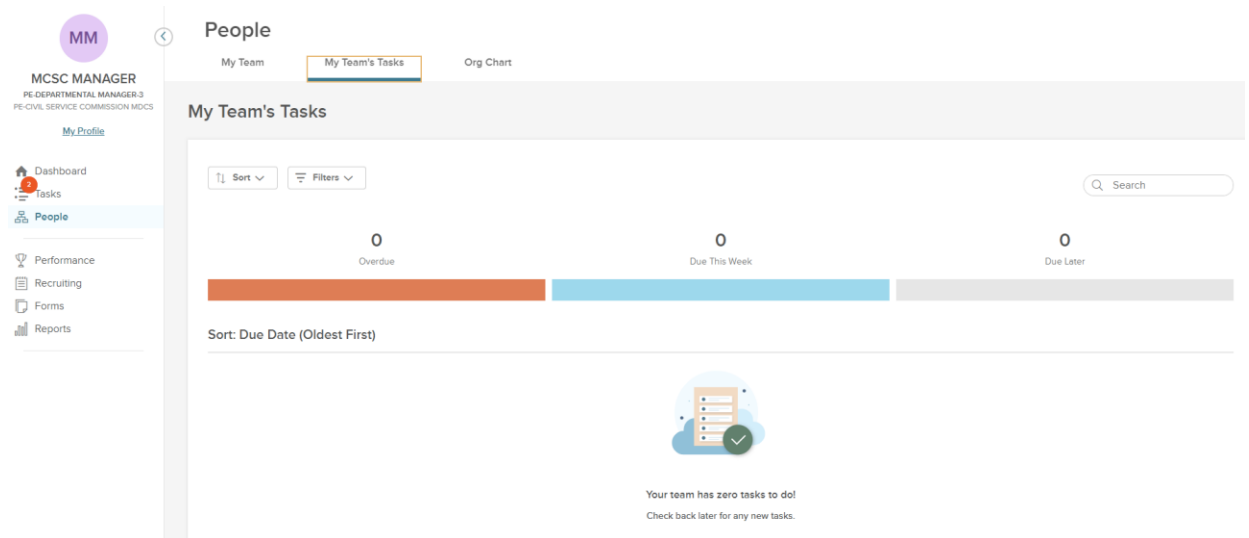 MM
MCSC MANAGER
PE-DEPARTMENTAL MANAGER-3
PE-CIVIL SERVICE COMMISSION MDCS
My Profile
Dashboard
2
Tasks
People
Performance
Recruiting
Forms
Reports
People
My Team My Team's Tasks Org Chart
My Team's Tasks
Sort Filters Search
0 0 0
Overdue Due This Week Due Later
Sort: Due Date (Oldest First)
Your team has zero tasks to do!
Check back later for any new tasks.